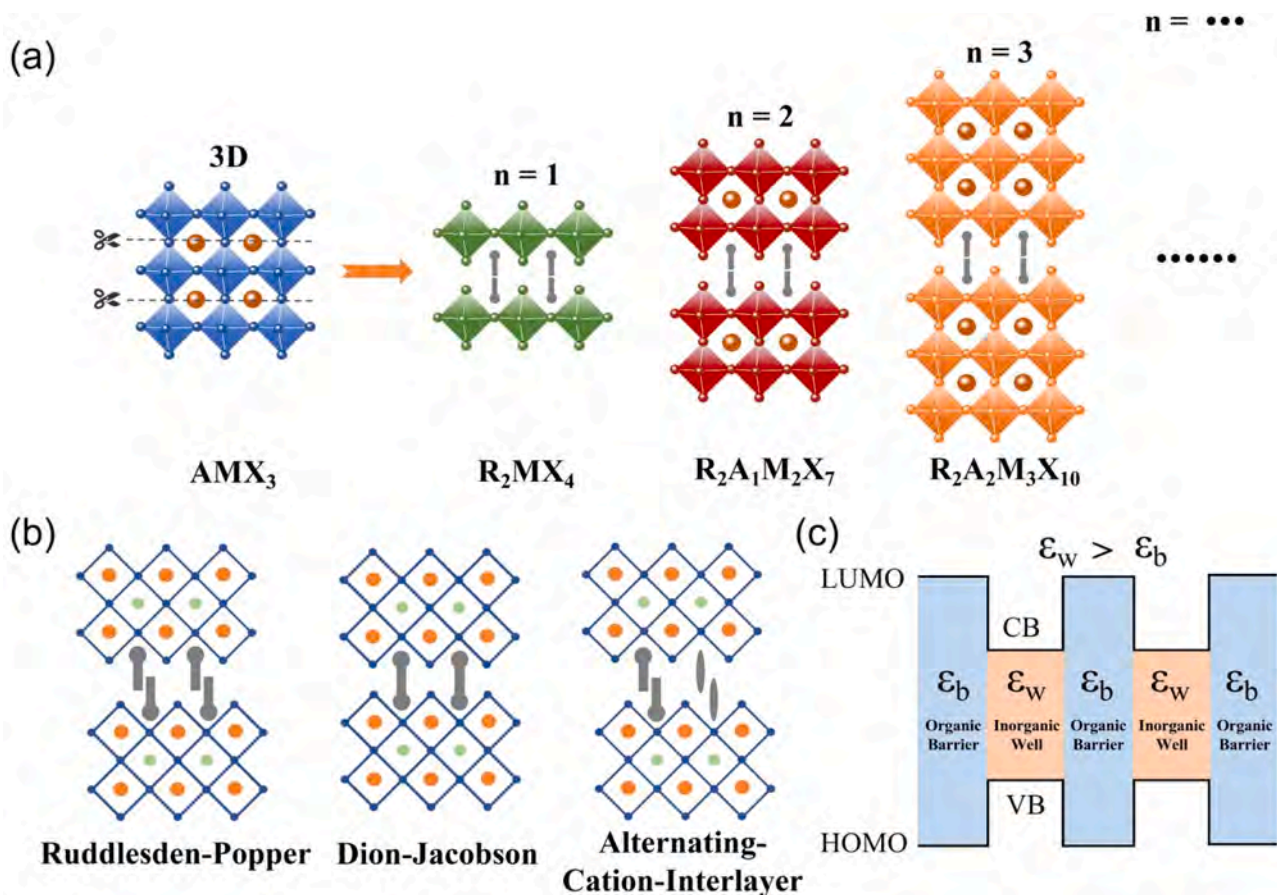 (a)
n = •••
n = 3
n = 2
3D
n = 1
••••••
AMX₃
R₂MX₄
R₂A₁M₂X₇
R₂A₂M₃X₁₀
(b)
Ruddlesden-Popper
Dion-Jacobson
Alternating-
Cation-Interlayer
(c)
εw > εb
LUMO
CB
εb εw εb εw εb
Organic Inorganic Organic Inorganic Organic
Barrier Well Barrier Well Barrier
VB
HOMO